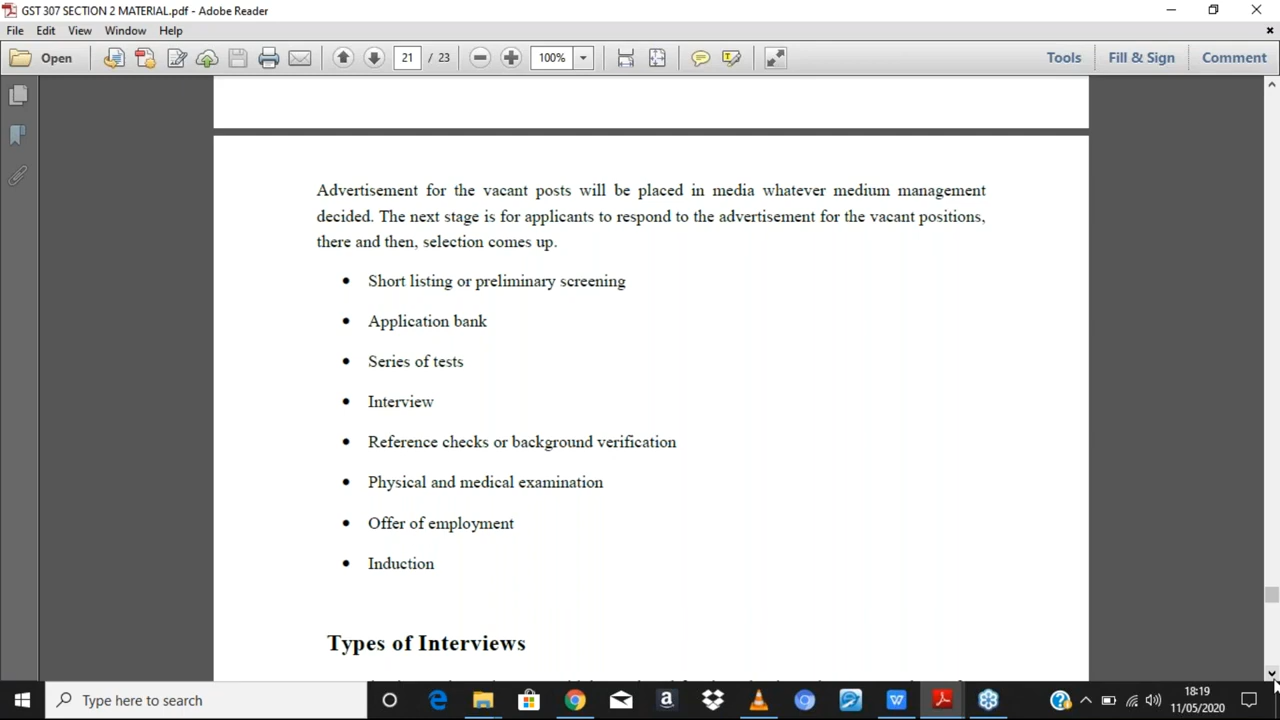 GST 307 SECTION 2 MATERIAL.pdf - Adobe Reader
File Edit View Window Help
Open 21 / 23 100% Tools Fill & Sign Comment
Advertisement for the vacant posts will be placed in media whatever medium management
decided. The next stage is for applicants to respond to the advertisement for the vacant positions,
there and then, selection comes up.
• Short listing or preliminary screening
• Application bank
• Series of tests
• Interview
• Reference checks or background verification
• Physical and medical examination
• Offer of employment
• Induction
Types of Interviews
Type here to search
18:19
11/05/2020